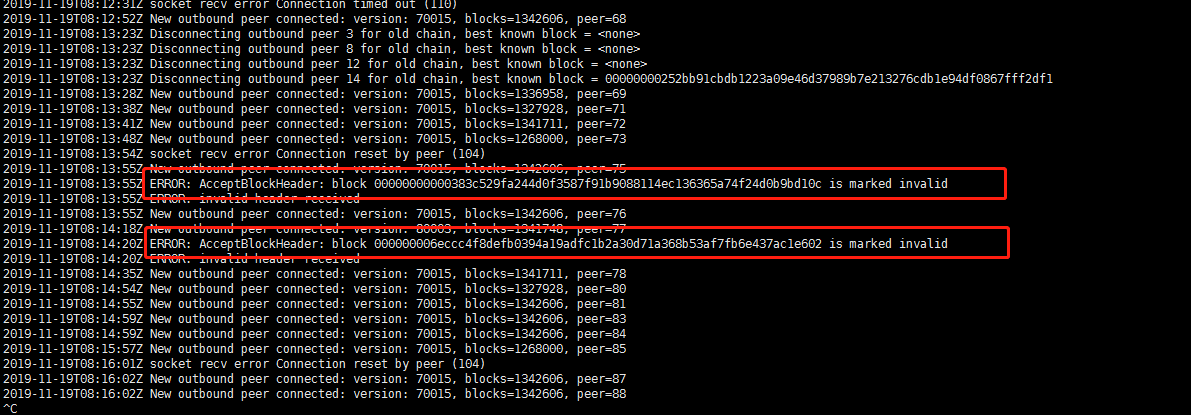 2019-11-19T08:12:31Z socket recv error Connection timed out (110)
2019-11-19T08:12:52Z New outbound peer connected: version: 70015, blocks=1342606, peer=68
2019-11-19T08:13:23Z Disconnecting outbound peer 3 for old chain, best known block = <none>
2019-11-19T08:13:23Z Disconnecting outbound peer 8 for old chain, best known block = <none>
2019-11-19T08:13:23Z Disconnecting outbound peer 12 for old chain, best known block = <none>
2019-11-19T08:13:23Z Disconnecting outbound peer 14 for old chain, best known block = 00000000252bb91cbdb1223a09e46d37989b7e213276cdb1e94df0867fff2df1
2019-11-19T08:13:28Z New outbound peer connected: version: 70015, blocks=1336958, peer=69
2019-11-19T08:13:38Z New outbound peer connected: version: 70015, blocks=1327928, peer=71
2019-11-19T08:13:41Z New outbound peer connected: version: 70015, blocks=1341711, peer=72
2019-11-19T08:13:48Z New outbound peer connected: version: 70015, blocks=1268000, peer=73
2019-11-19T08:13:54Z socket recv error Connection reset by peer (104)
2019-11-19T08:13:55Z New outbound peer connected: version: 70015, blocks=1342606, peer=75
2019-11-19T08:13:55Z ERROR: AcceptBlockHeader: block 00000000000383c529fa244d0f3587f91b9088114ec136365a74f24d0b9bd10c is marked invalid
2019-11-19T08:13:55Z ERROR: invalid header received
2019-11-19T08:13:55Z New outbound peer connected: version: 70015, blocks=1342606, peer=76
2019-11-19T08:14:18Z New outbound peer connected: version: 80003, blocks=1341748, peer=77
2019-11-19T08:14:20Z ERROR: AcceptBlockHeader: block 000000006eccc4f8defb0394a19adfc1b2a30d71a368b53af7fb6e437ac1e602 is marked invalid
2019-11-19T08:14:20Z ERROR: invalid header received
2019-11-19T08:14:35Z New outbound peer connected: version: 70015, blocks=1341711, peer=78
2019-11-19T08:14:54Z New outbound peer connected: version: 70015, blocks=1327928, peer=80
2019-11-19T08:14:55Z New outbound peer connected: version: 70015, blocks=1342606, peer=81
2019-11-19T08:14:59Z New outbound peer connected: version: 70015, blocks=1342606, peer=83
2019-11-19T08:14:59Z New outbound peer connected: version: 70015, blocks=1342606, peer=84
2019-11-19T08:15:57Z New outbound peer connected: version: 70015, blocks=1268000, peer=85
2019-11-19T08:16:01Z socket recv error Connection reset by peer (104)
2019-11-19T08:16:02Z New outbound peer connected: version: 70015, blocks=1342606, peer=87
2019-11-19T08:16:02Z New outbound peer connected: version: 70015, blocks=1342606, peer=88
^C